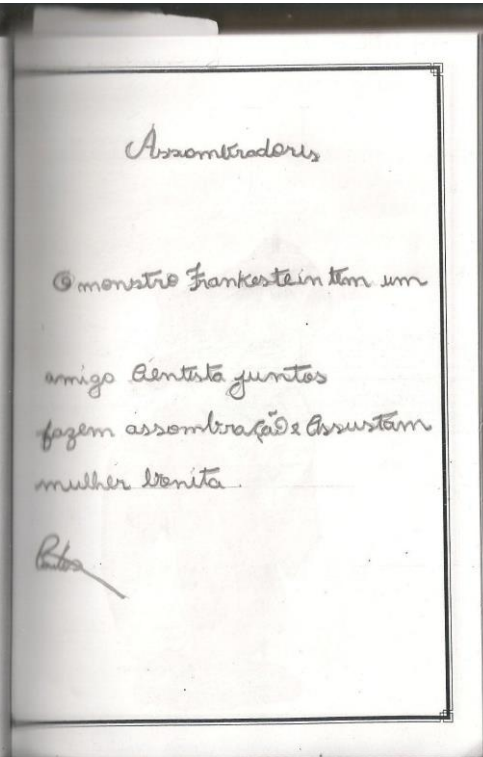 Assombradores
O monstro Frankestein tem um
amigo Cientista juntos
fazem assombração e Assustam
mulher bonita.